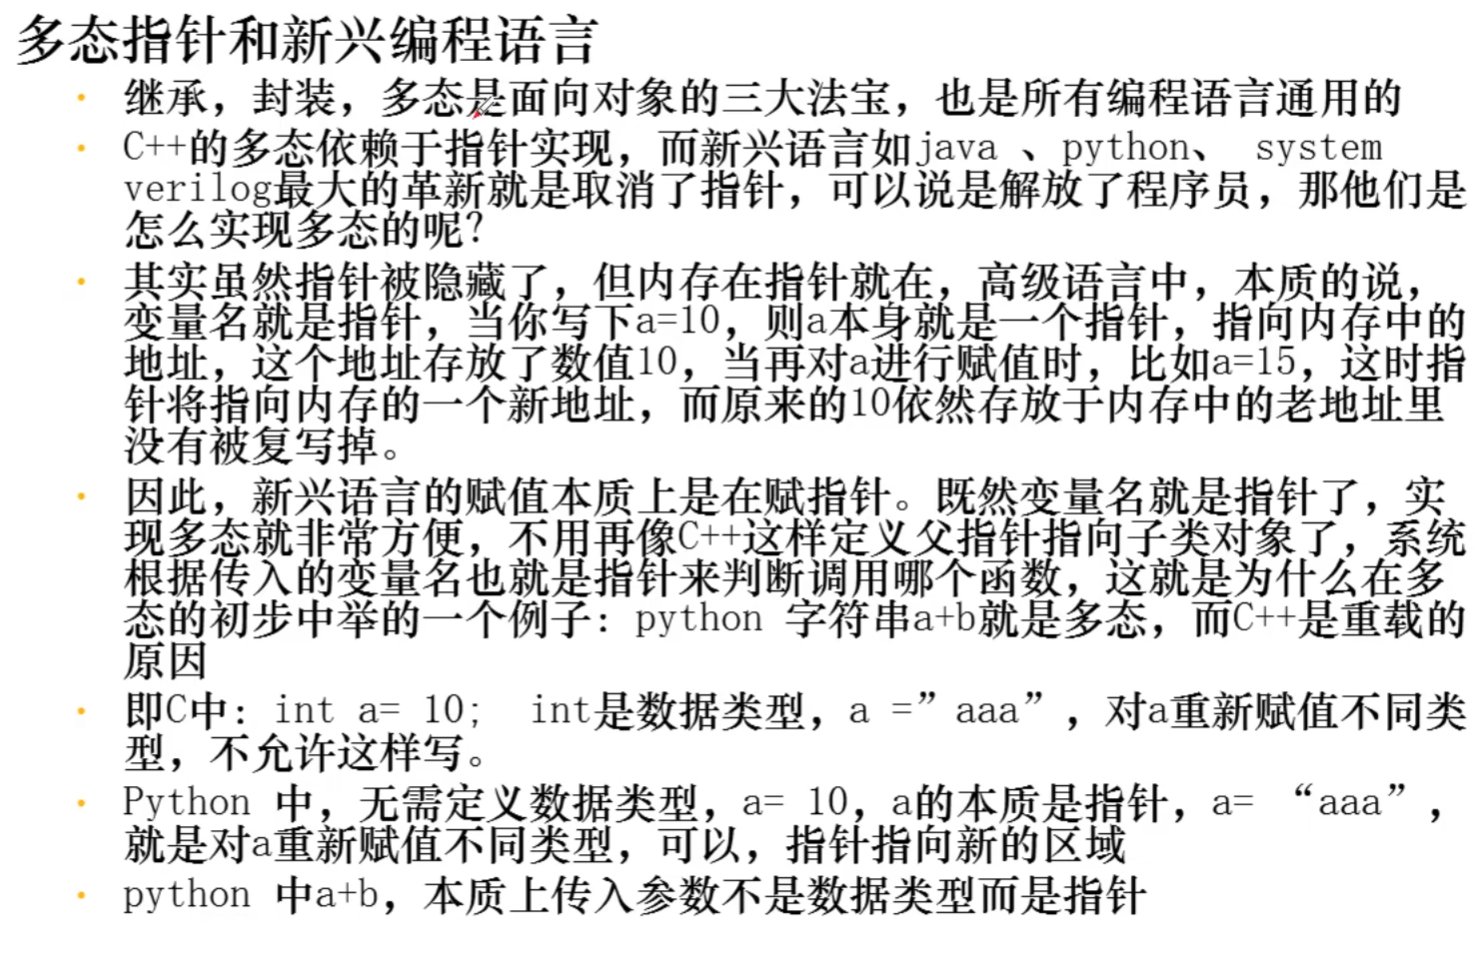 多态指针和新兴编程语言
继承，封装，多态是面向对象的三大法宝，也是所有编程语言通用的
C++的多态依赖于指针实现，而新兴语言如java 、python、 system
verilog最大的革新就是取消了指针，可以说是解放了程序员，那他们是
怎么实现多态的呢？
其实虽然指针被隐藏了，但内存在指针就在，高级语言中，本质的说，
变量名就是指针，当你写下a=10，则a本身就是一个指针，指向内存中的
地址，这个地址存放了数值10，当再对a进行赋值时，比如a=15，这时指
针将指向内存的一个新地址，而原来的10依然存放于内存中的老地址里
没有被复写掉。
因此，新兴语言的赋值本质上是在赋指针。既然变量名就是指针了，实
现多态就非常方便，不用再像C++这样定义父指针指向子类对象了，系统
根据传入的变量名也就是指针来判断调用哪个函数，这就是为什么在多
态的初步中举的一个例子：python 字符串a+b就是多态，而C++是重载的
原因
即C中：int a= 10;  int是数据类型，a =”aaa”，对a重新赋值不同类
型，不允许这样写。
Python 中，无需定义数据类型，a= 10，a的本质是指针，a= “aaa”，
就是对a重新赋值不同类型，可以，指针指向新的区域
python 中a+b，本质上传入参数不是数据类型而是指针